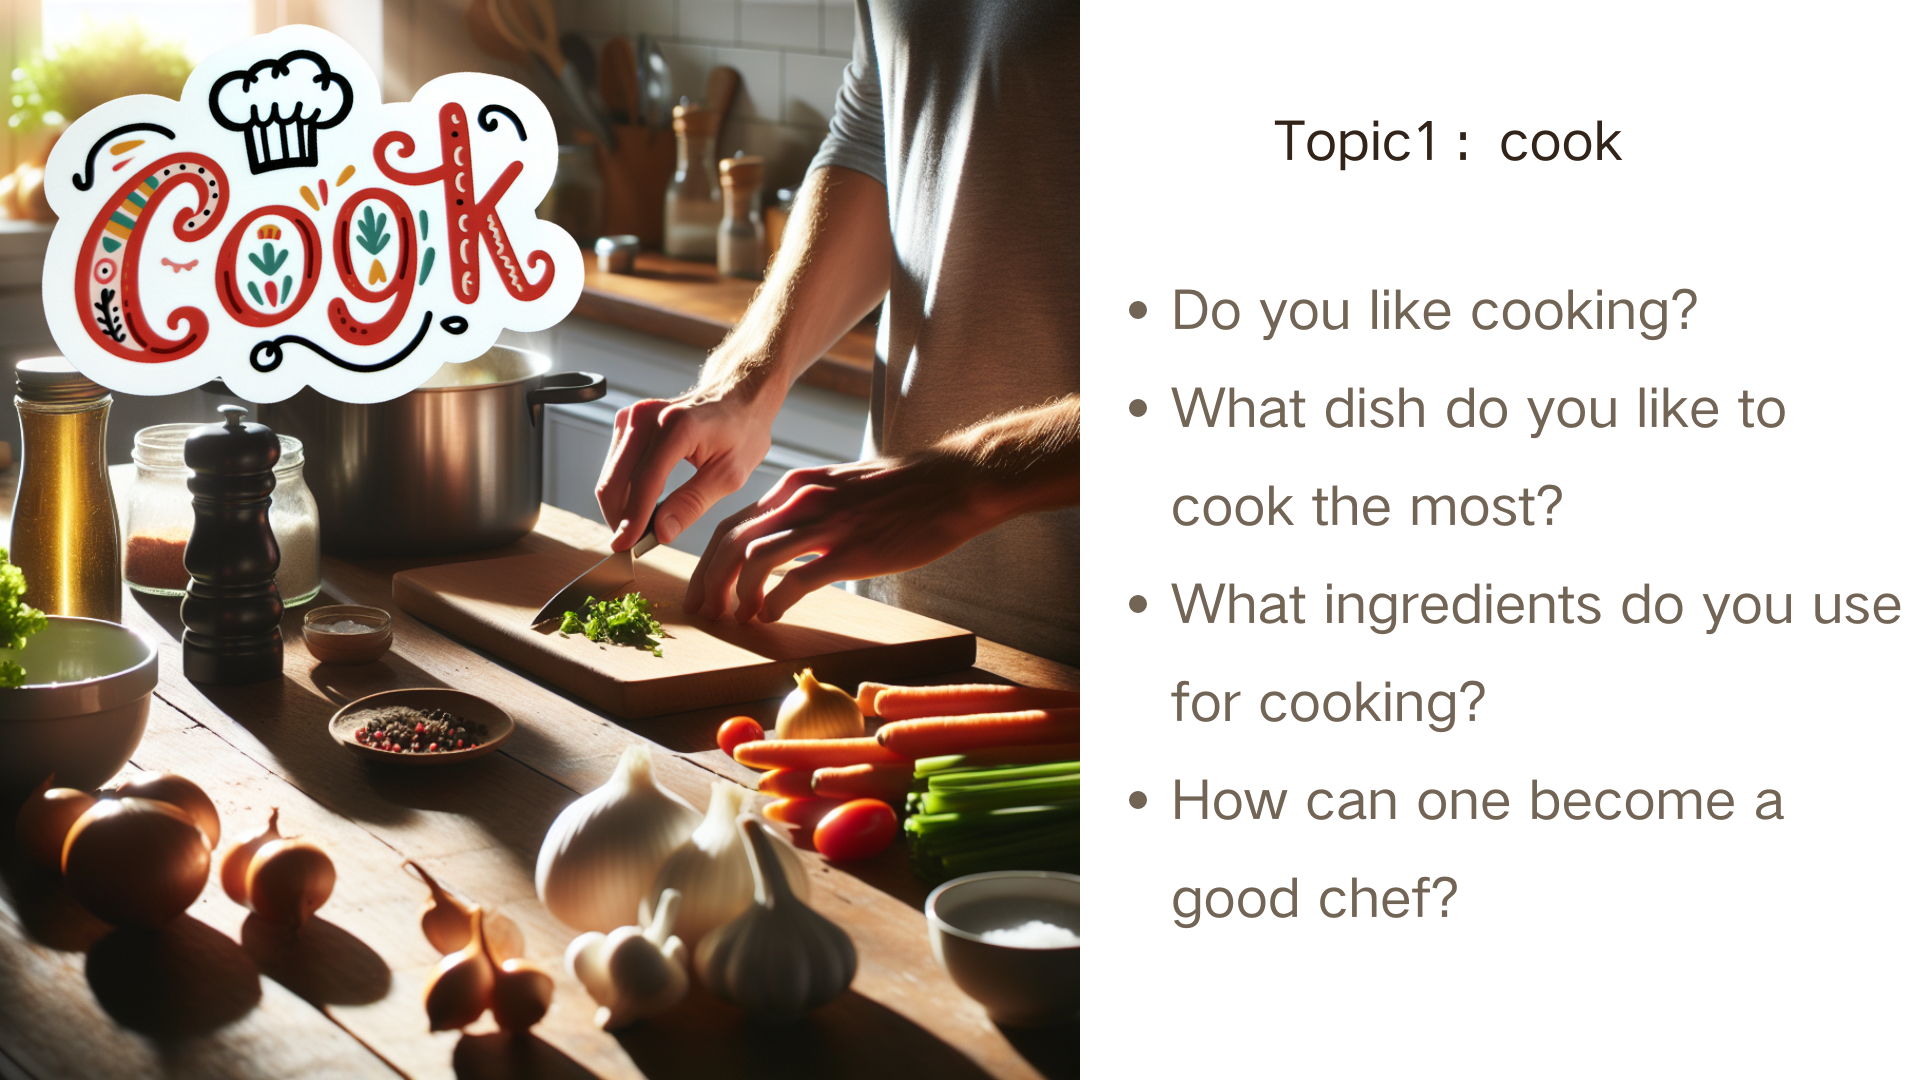 Cook
Topic1： cook
• Do you like cooking?
• What dish do you like to
cook the most?
• What ingredients do you use
for cooking?
• How can one become a
good chef?